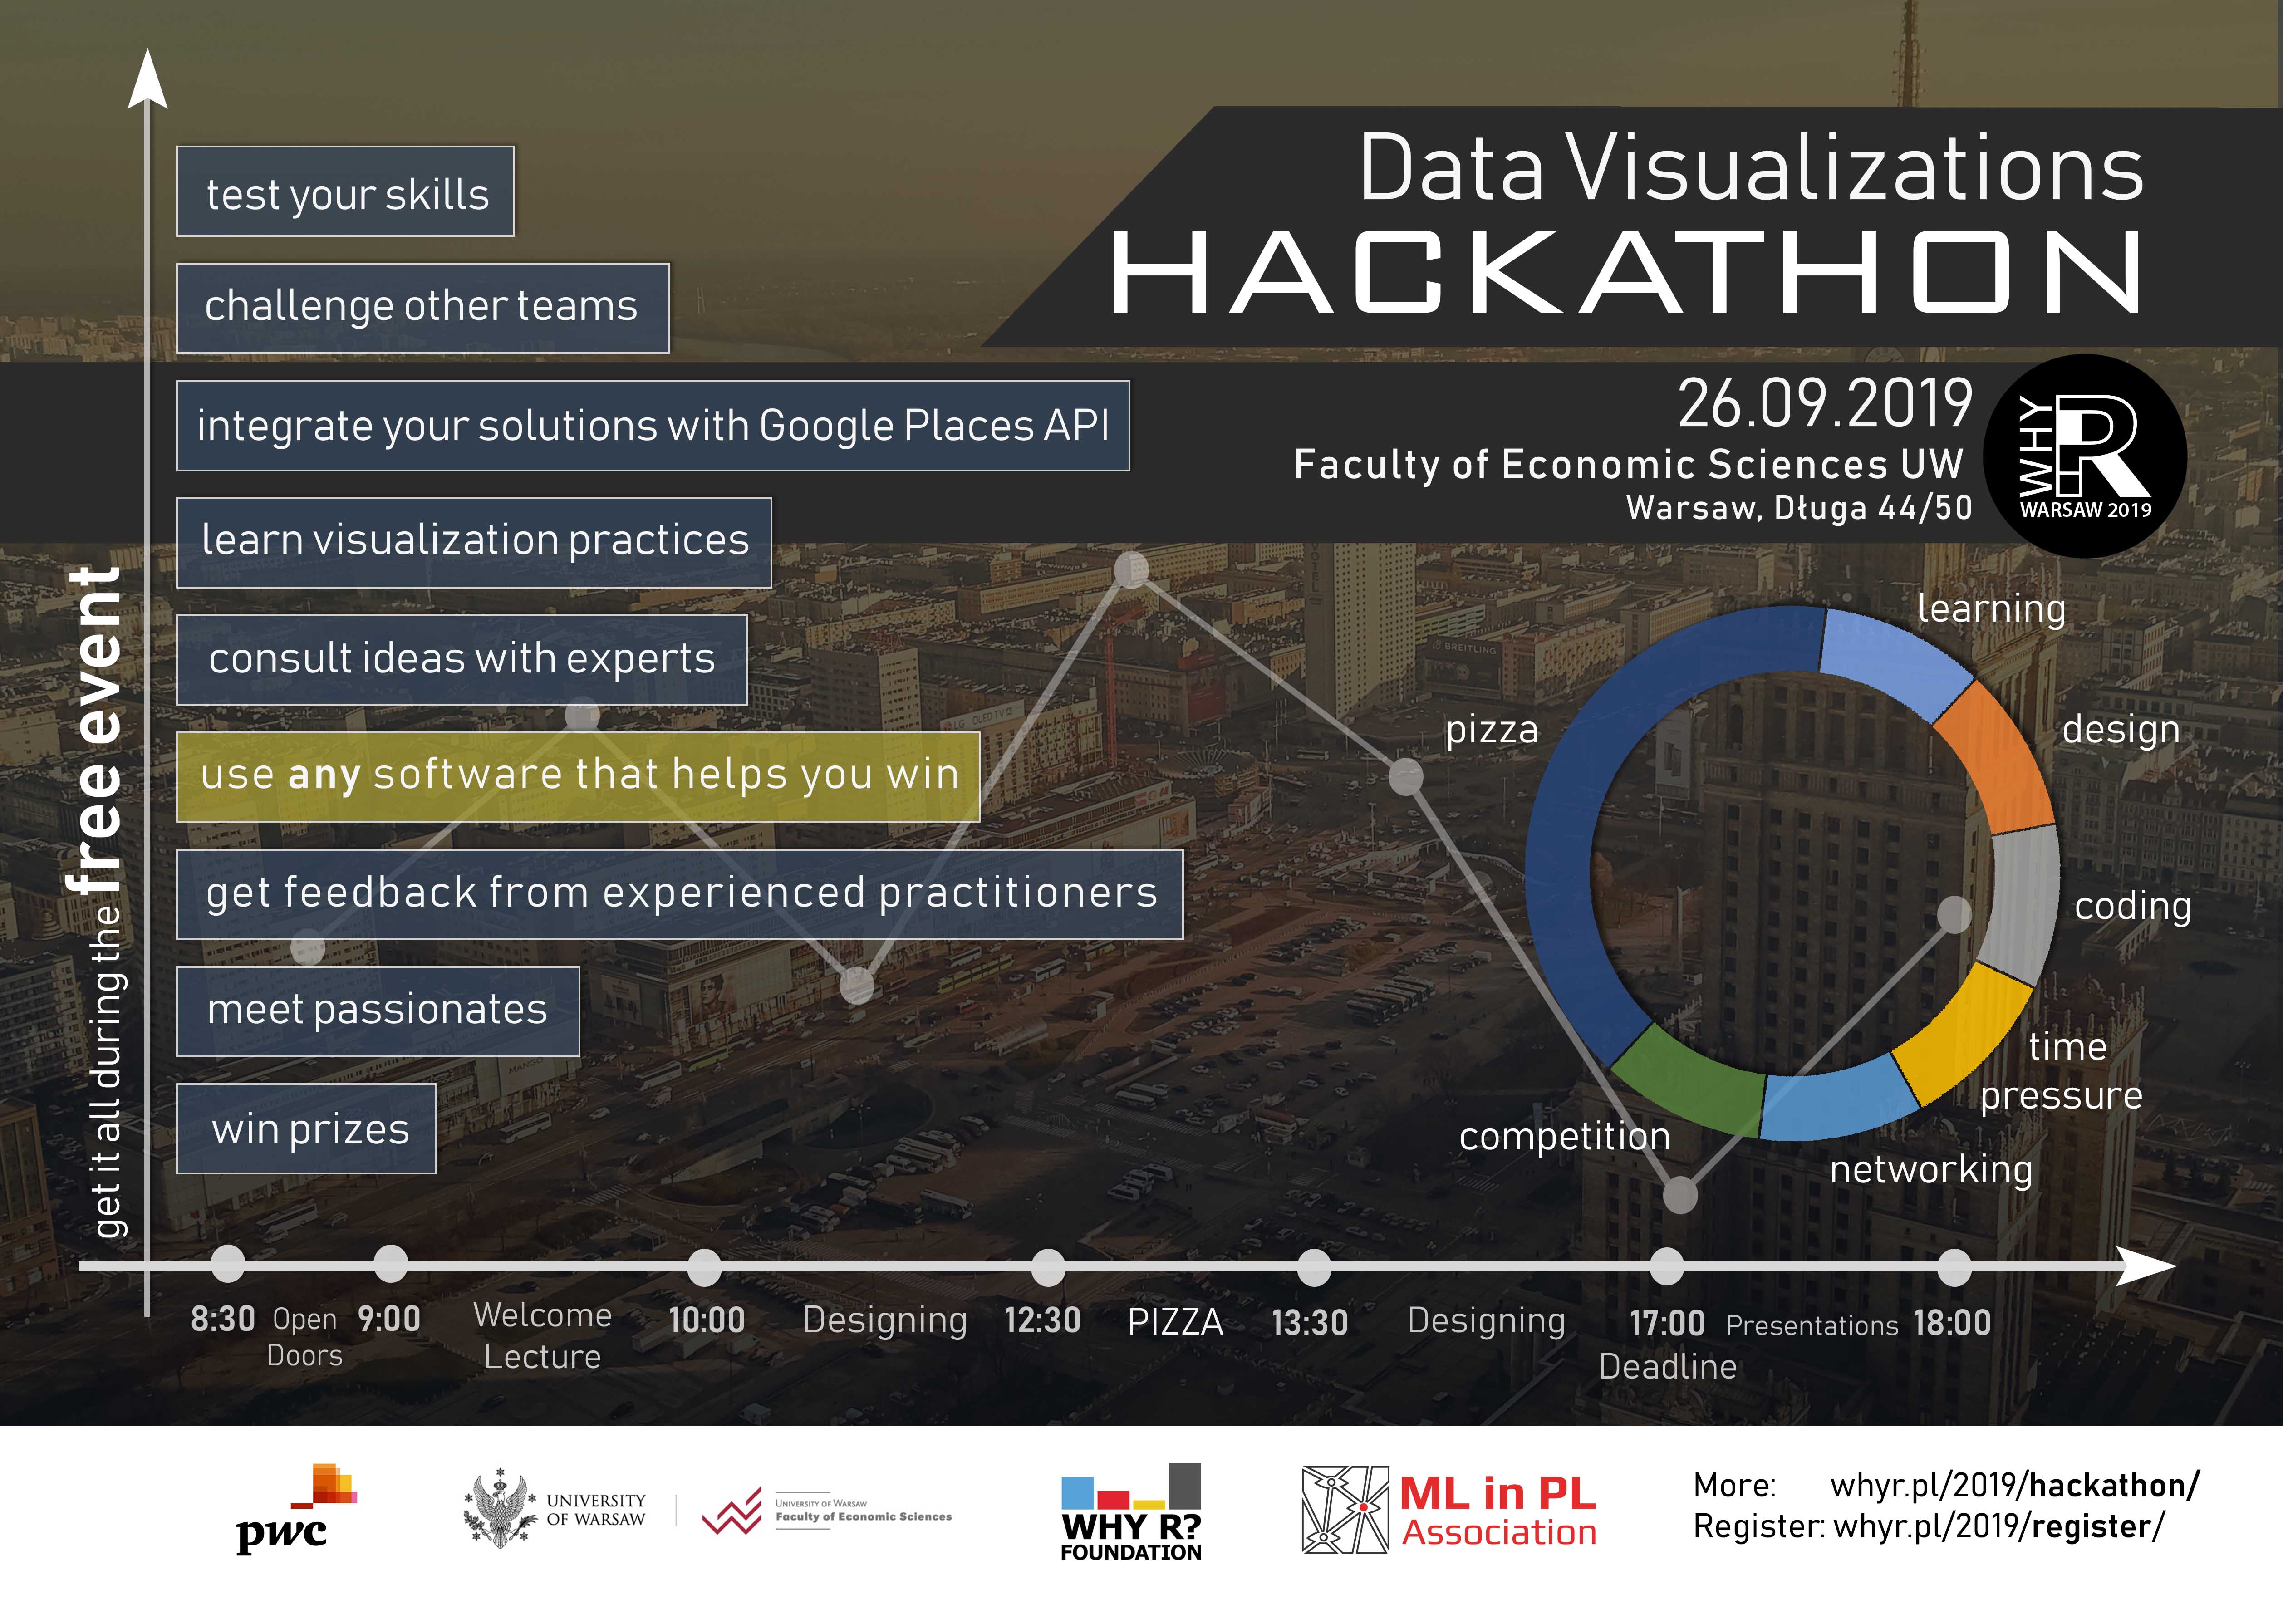 Data Visualizations
HACKATHON
26.09.2019
Faculty of Economic Sciences UW
Warsaw, Długa 44/50
WHY R
WARSAW 2019
get it all during the free event
test your skills
challenge other teams
integrate your solutions with Google Places API
learn visualization practices
consult ideas with experts
use any software that helps you win
get feedback from experienced practitioners
meet passionates
win prizes
learning
design
coding
time
pressure
networking
competition
pizza
BREITLING
LG OLED TV
8:30 Open Doors
9:00 Welcome Lecture
10:00 Designing
12:30 PIZZA
13:30 Designing
17:00 Deadline
Presentations 18:00
pwc
UNIVERSITY
OF WARSAW
UNIVERSITY OF WARSAW
Faculty of Economic Sciences
WHY R?
FOUNDATION
ML in PL
Association
More: whyr.pl/2019/hackathon/
Register: whyr.pl/2019/register/